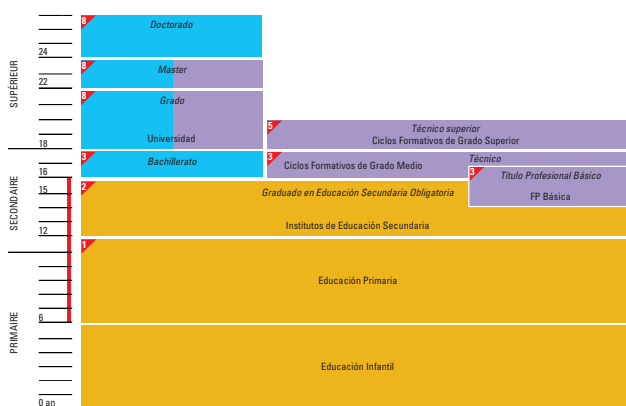 8
Doctorado
24
8
Master
22
8
Grado
Universidad
5
Técnico superior
Ciclos Formativos de Grado Superior
18
3
Bachillerato
3
Ciclos Formativos de Grado Medio
Técnico
3
Título Profesional Básico
FP Básica
16
2
Graduado en Educación Secundaria Obligatoria
15
Institutos de Educación Secundaria
12
1
Educación Primaria
6
Educación Infantil
0 an
SUPÉRIEUR
SECONDAIRE
PRIMAIRE